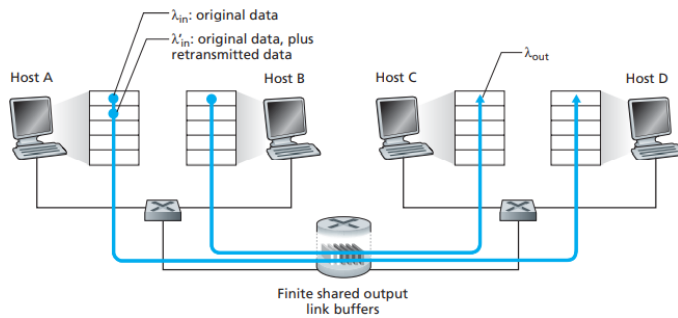 λin: original data
λ'in: original data, plus
retransmitted data
Host A
Host B
Host C
λout
Host D
Finite shared output
link buffers